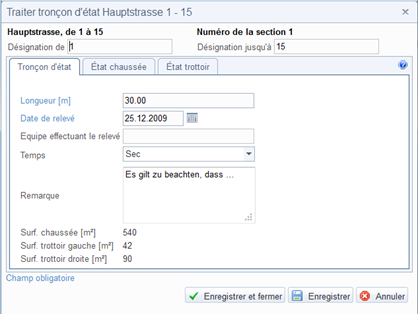 Traiter tronçon d'état Hauptstrasse 1 - 15
Hauptstrasse, de 1 à 15 Numéro de la section 1
Désignation de 1 Désignation jusqu'à 15
Tronçon d'état État chaussée État trottoir
Longueur [m] 30.00
Date de relevé 25.12.2009
Equipe effectuant le relevé
Temps Sec
Remarque Es gilt zu beachten, dass ...
Surf. chaussée [m²] 540
Surf. trottoir gauche [m²] 42
Surf. trottoir droite [m²] 90
Champ obligatoire
Enregistrer et fermer Enregistrer Annuler